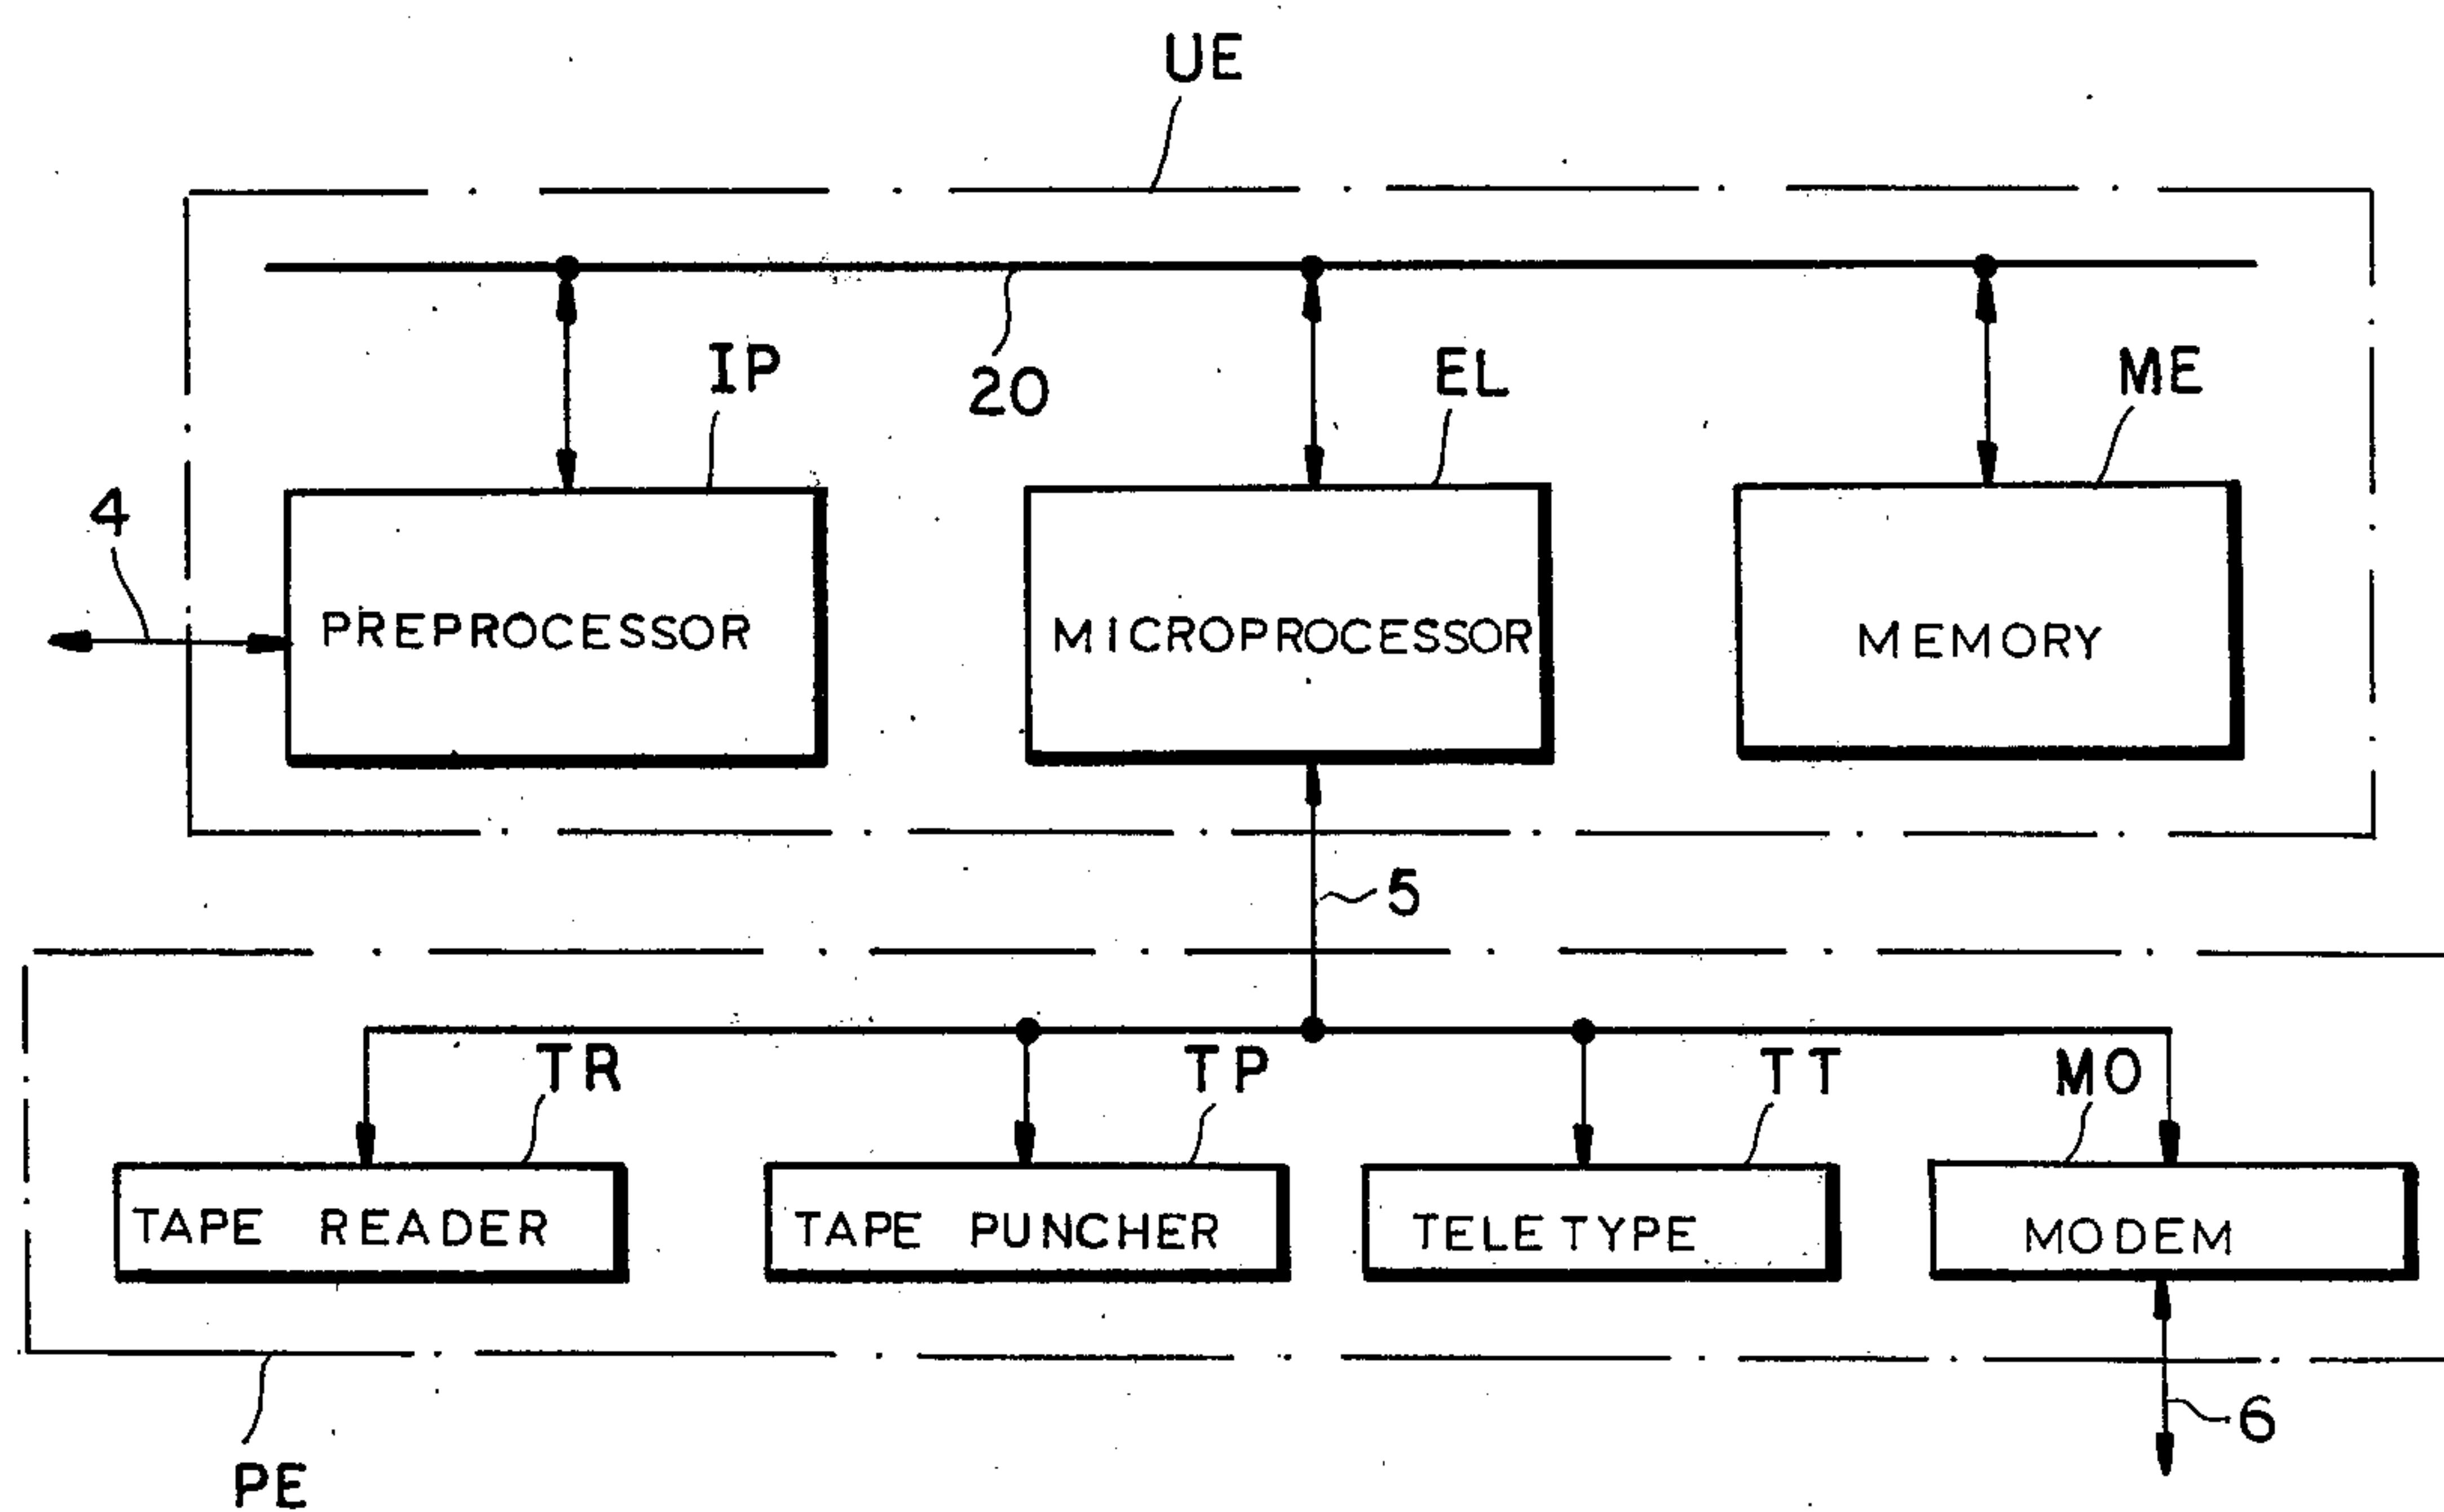 UE
IP
20
EL
ME
4
PREPROCESSOR
MICROPROCESSOR
MEMORY
5
TR
TP
TT
MO
TAPE READER
TAPE PUNCHER
TELETYPE
MODEM
6
PE